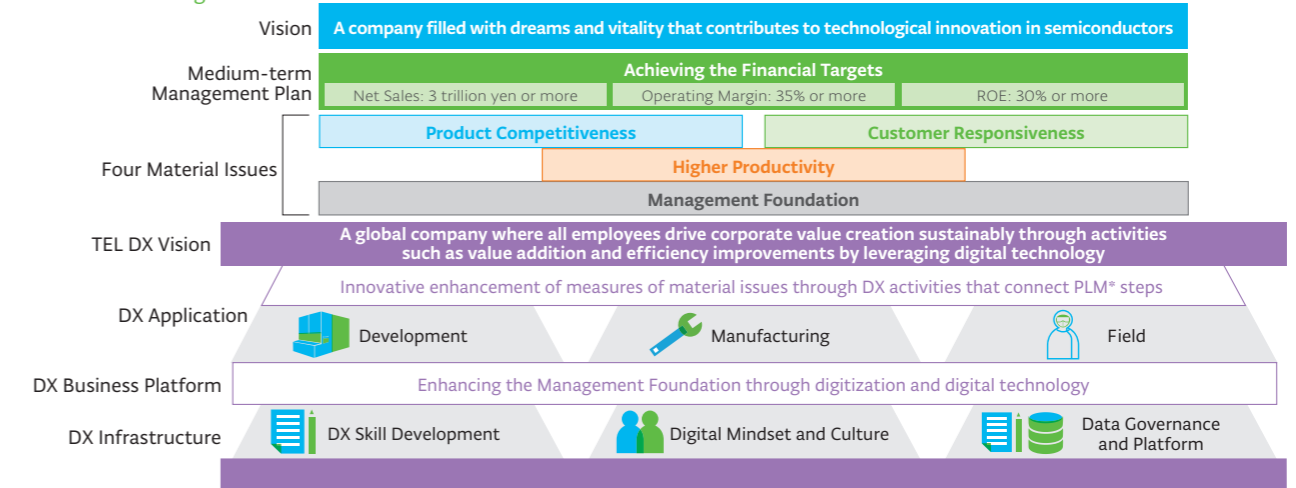 Vision
A company filled with dreams and vitality that contributes to technological innovation in semiconductors
Medium-term
Management Plan
Achieving the Financial Targets
Net Sales: 3 trillion yen or more
Operating Margin: 35% or more
ROE: 30% or more
Four Material Issues
Product Competitiveness
Customer Responsiveness
Higher Productivity
Management Foundation
TEL DX Vision
A global company where all employees drive corporate value creation sustainably through activities
such as value addition and efficiency improvements by leveraging digital technology
Innovative enhancement of measures of material issues through DX activities that connect PLM* steps
DX Application
Development
Manufacturing
Field
DX Business Platform
Enhancing the Management Foundation through digitization and digital technology
DX Infrastructure
DX Skill Development
Digital Mindset and Culture
Data Governance
and Platform